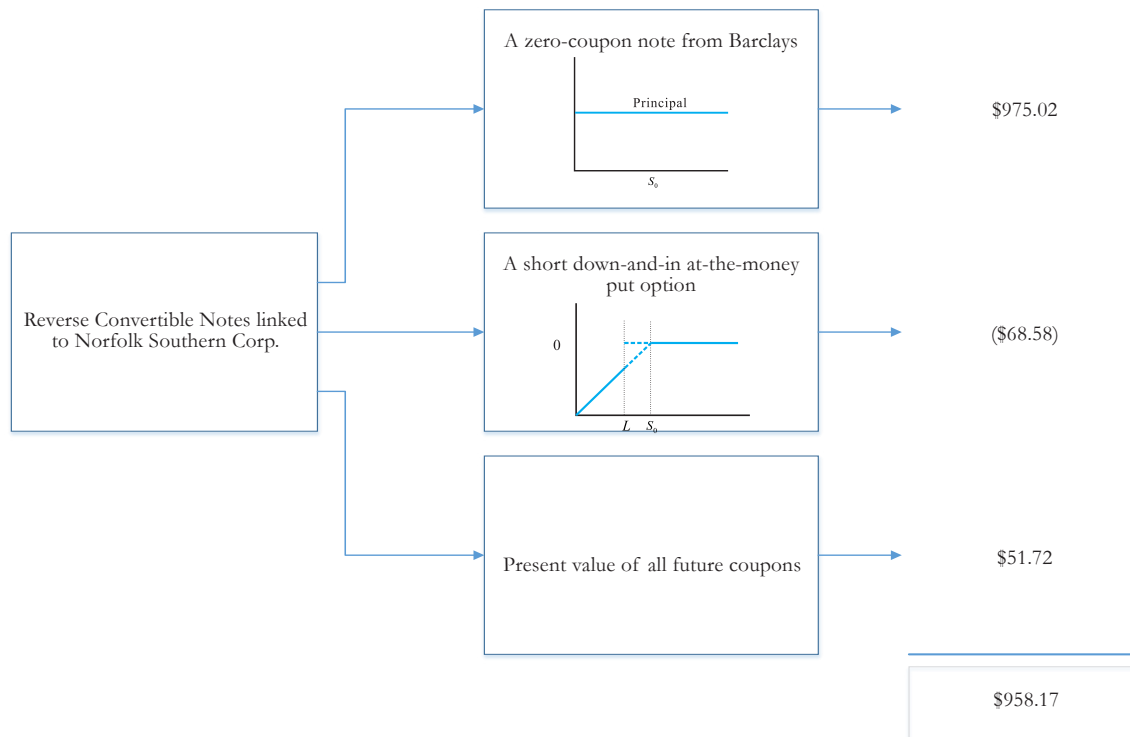 A zero-coupon note from Barclays
Principal
S₀
$975.02
Reverse Convertible Notes linked
to Norfolk Southern Corp.
A short down-and-in at-the-money
put option
0
L S₀
($68.58)
Present value of all future coupons
$51.72
$958.17